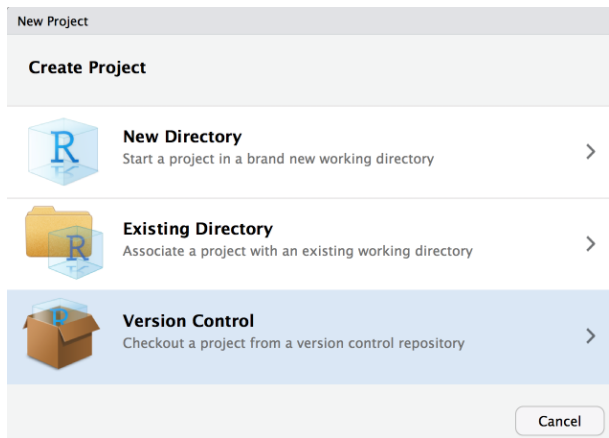 New Project
Create Project
R
New Directory
Start a project in a brand new working directory
R
Existing Directory
Associate a project with an existing working directory
R
Version Control
Checkout a project from a version control repository
Cancel